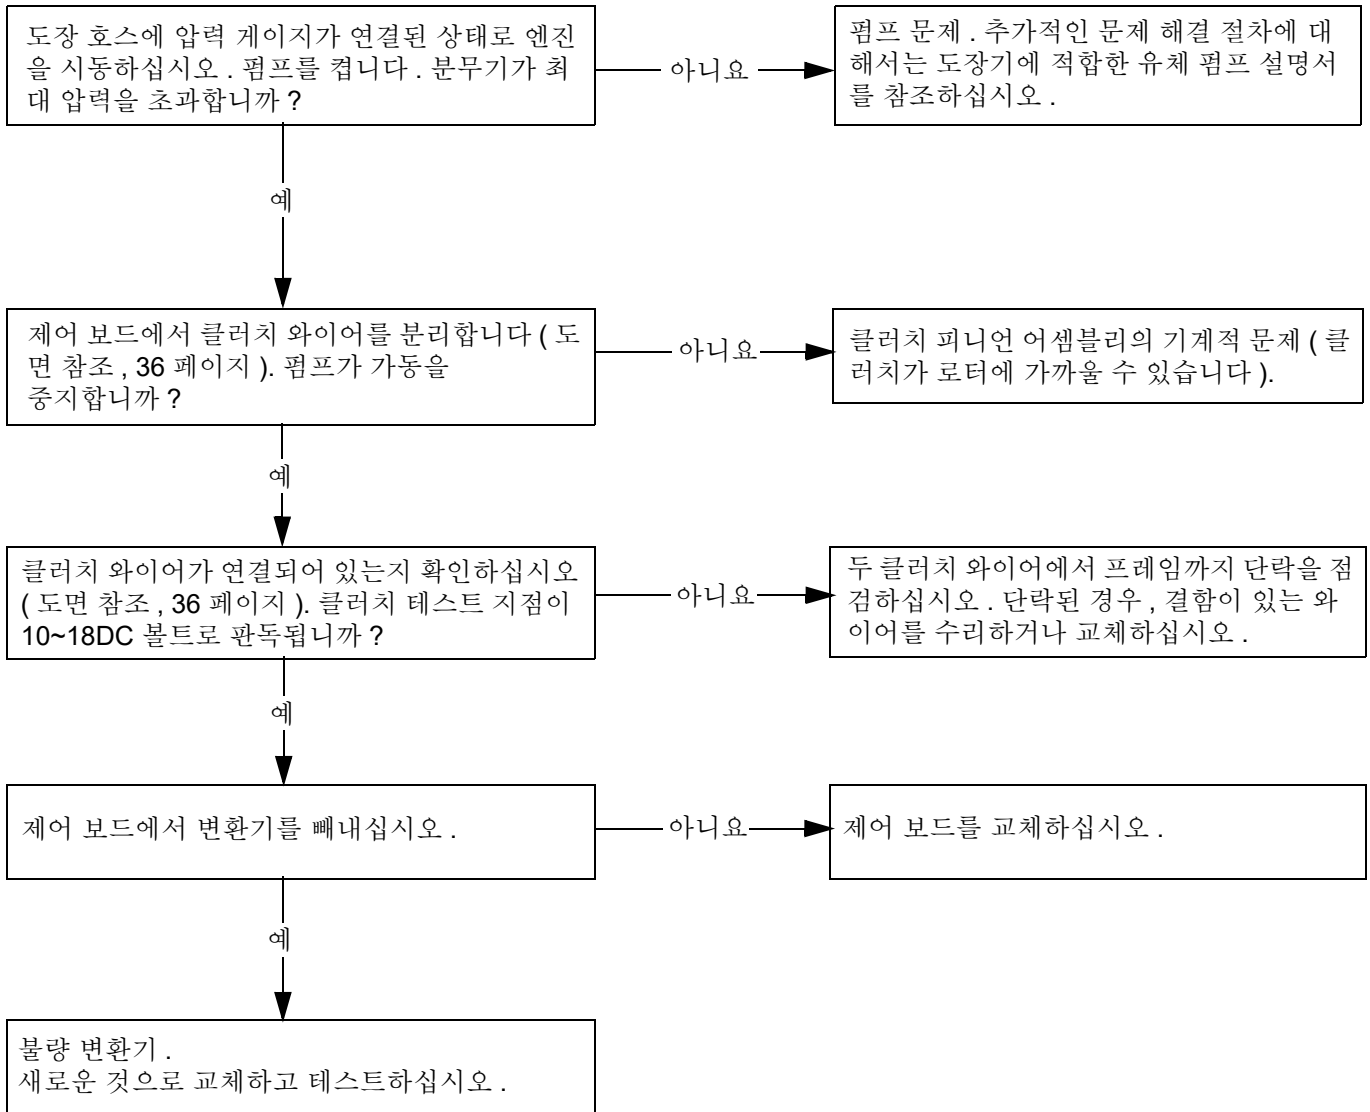 도장 호스에 압력 게이지가 연결된 상태로 엔진
을 시동하십시오 . 펌프를 켭니다 . 분무기가 최
대 압력을 초과합니까 ?
아니요
펌프 문제 . 추가적인 문제 해결 절차에 대
해서는 도장기에 적합한 유체 펌프 설명서
를 참조하십시오 .
예
제어 보드에서 클러치 와이어를 분리합니다 ( 도
면 참조 , 36 페이지 ). 펌프가 가동을
중지합니까 ?
아니요
클러치 피니언 어셈블리의 기계적 문제 ( 클
러치가 로터에 가까울 수 있습니다 ).
예
클러치 와이어가 연결되어 있는지 확인하십시오
( 도면 참조 , 36 페이지 ). 클러치 테스트 지점이
10~18DC 볼트로 판독됩니까 ?
아니요
두 클러치 와이어에서 프레임까지 단락을 점
검하십시오 . 단락된 경우 , 결함이 있는 와
이어를 수리하거나 교체하십시오 .
예
제어 보드에서 변환기를 빼내십시오 .
아니요
제어 보드를 교체하십시오 .
예
불량 변환기 .
새로운 것으로 교체하고 테스트하십시오 .